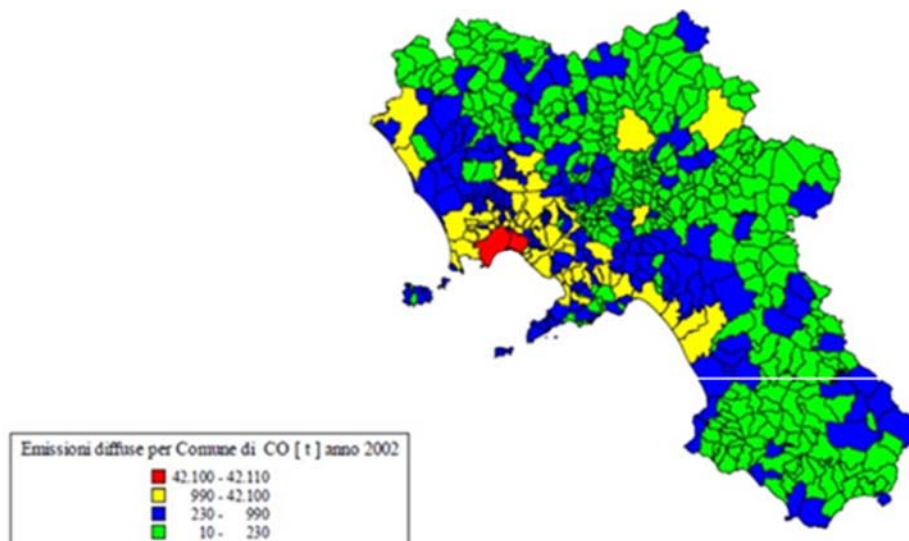 Emissioni diffuse per Comune di CO [ t ] anno 2002
42.100 - 42.110
990 - 42.100
230 - 990
10 - 230